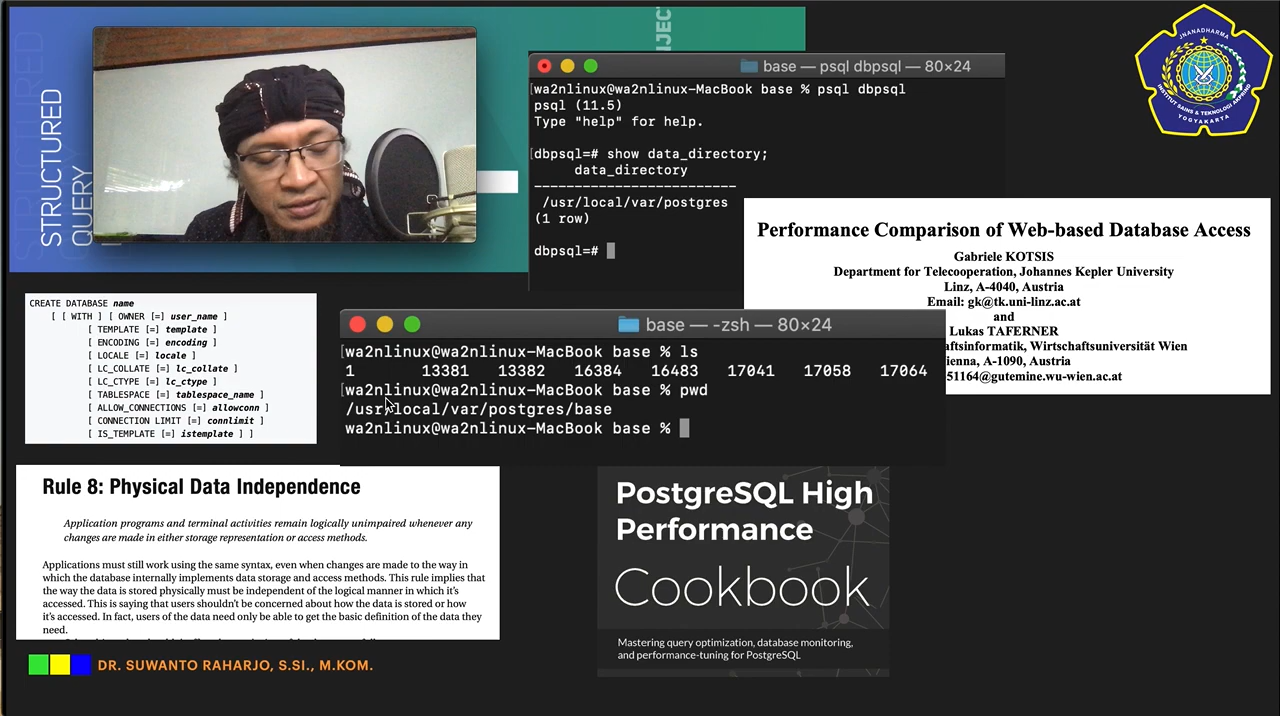 STRUCTURED
QUERY
base — psql dbpsql — 80×24
[wa2nlinux@wa2nlinux-MacBook base % psql dbpsql
psql (11.5)
Type "help" for help.
[dbpsql=# show data_directory;
data_directory
-------------------------
/usr/local/var/postgres
(1 row)
dbpsql=#
JNANADHARMA
INSTITUT SAINS & TEKNOLOGI AKPRIND
YOGYAKARTA
Performance Comparison of Web-based Database Access
Gabriele KOTSIS
Department for Telecooperation, Johannes Kepler University
Linz, A-4040, Austria
Email: gk@tk.uni-linz.ac.at
and
Lukas TAFERNER
aftsinformatik, Wirtschaftsuniversität Wien
ienna, A-1090, Austria
51164@gutemine.wu-wien.ac.at
CREATE DATABASE name
[ [ WITH ] [ OWNER [=] user_name ]
[ TEMPLATE [=] template ]
[ ENCODING [=] encoding ]
[ LOCALE [=] locale ]
[ LC_COLLATE [=] lc_collate ]
[ LC_CTYPE [=] lc_ctype ]
[ TABLESPACE [=] tablespace_name ]
[ ALLOW_CONNECTIONS [=] allowconn ]
[ CONNECTION LIMIT [=] connlimit ]
[ IS_TEMPLATE [=] istemplate ] ]
base — -zsh — 80×24
[wa2nlinux@wa2nlinux-MacBook base % ls
1 13381 13382 16384 16483 17041 17058 17064
[wa2nlinux@wa2nlinux-MacBook base % pwd
/usr/local/var/postgres/base
wa2nlinux@wa2nlinux-MacBook base %
Rule 8: Physical Data Independence
Application programs and terminal activities remain logically unimpaired whenever any
changes are made in either storage representation or access methods.
Applications must still work using the same syntax, even when changes are made to the way in
which the database internally implements data storage and access methods. This rule implies that
the way the data is stored physically must be independent of the logical manner in which it's
accessed. This is saying that users shouldn't be concerned about how the data is stored or how
it's accessed. In fact, users of the data need only be able to get the basic definition of the data they
need.
PostgreSQL High
Performance
Cookbook
Mastering query optimization, database monitoring,
and performance-tuning for PostgreSQL
DR. SUWANTO RAHARJO, S.SI., M.KOM.